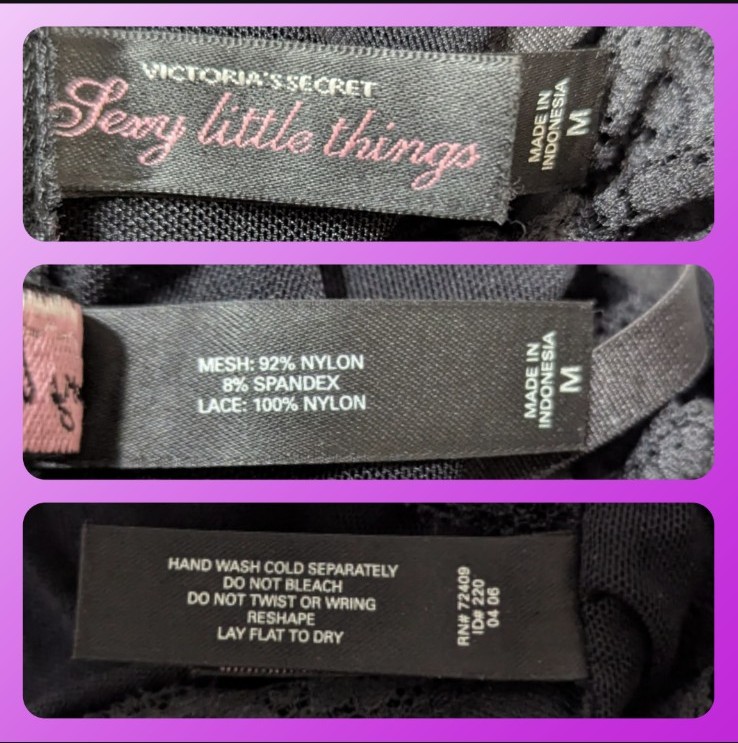 VICTORIA'S SECRET
Sexy little things
MADE IN
INDONESIA
M
MESH: 92% NYLON
8% SPANDEX
LACE: 100% NYLON
MADE IN
INDONESIA
M
HAND WASH COLD SEPARATELY
DO NOT BLEACH
DO NOT TWIST OR WRING
RESHAPE
LAY FLAT TO DRY
RN# 72409
ID# 220
04 06